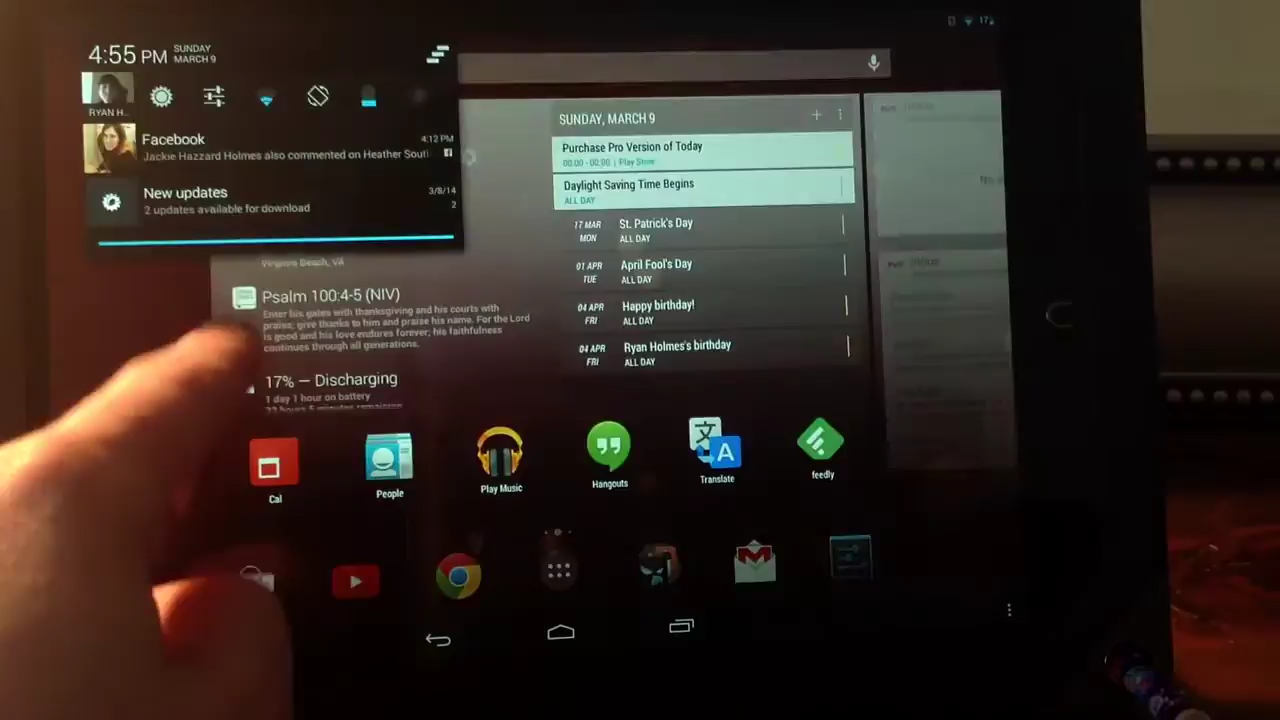 17
4:55 PM
SUNDAY
MARCH 9
RYAN H..
Facebook
4:12 PM
Jackie Hazzard Holmes also commented on Heather Sout
New updates
3/8/14
2 updates available for download
2
SUNDAY, MARCH 9
Purchase Pro Version of Today
00:00 - 00:00 | Play Store
Daylight Saving Time Begins
ALL DAY
17 MAR
MON
St. Patrick's Day
ALL DAY
01 APR
TUE
April Fool's Day
ALL DAY
04 APR
FRI
Happy birthday!
ALL DAY
04 APR
FRI
Ryan Holmes's birthday
ALL DAY
Virginia Beach, VA
Psalm 100:4-5 (NIV)
Enter his gates with thanksgiving and his courts with
praise; give thanks to him and praise his name. For the Lord
is good and his love endures forever; his faithfulness
continues through all generations.
17% — Discharging
1 day 1 hour on battery
22 hours 5 minutes remaining
Cal
People
Play Music
Hangouts
Translate
feedly